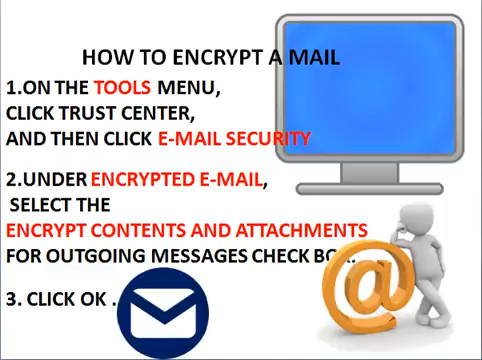 HOW TO ENCRYPT A MAIL
1.ON THE TOOLS MENU,
CLICK TRUST CENTER,
AND THEN CLICK E-MAIL SECURITY
2.UNDER ENCRYPTED E-MAIL,
SELECT THE
ENCRYPT CONTENTS AND ATTACHMENTS
FOR OUTGOING MESSAGES CHECK
3. CLICK OK .
@